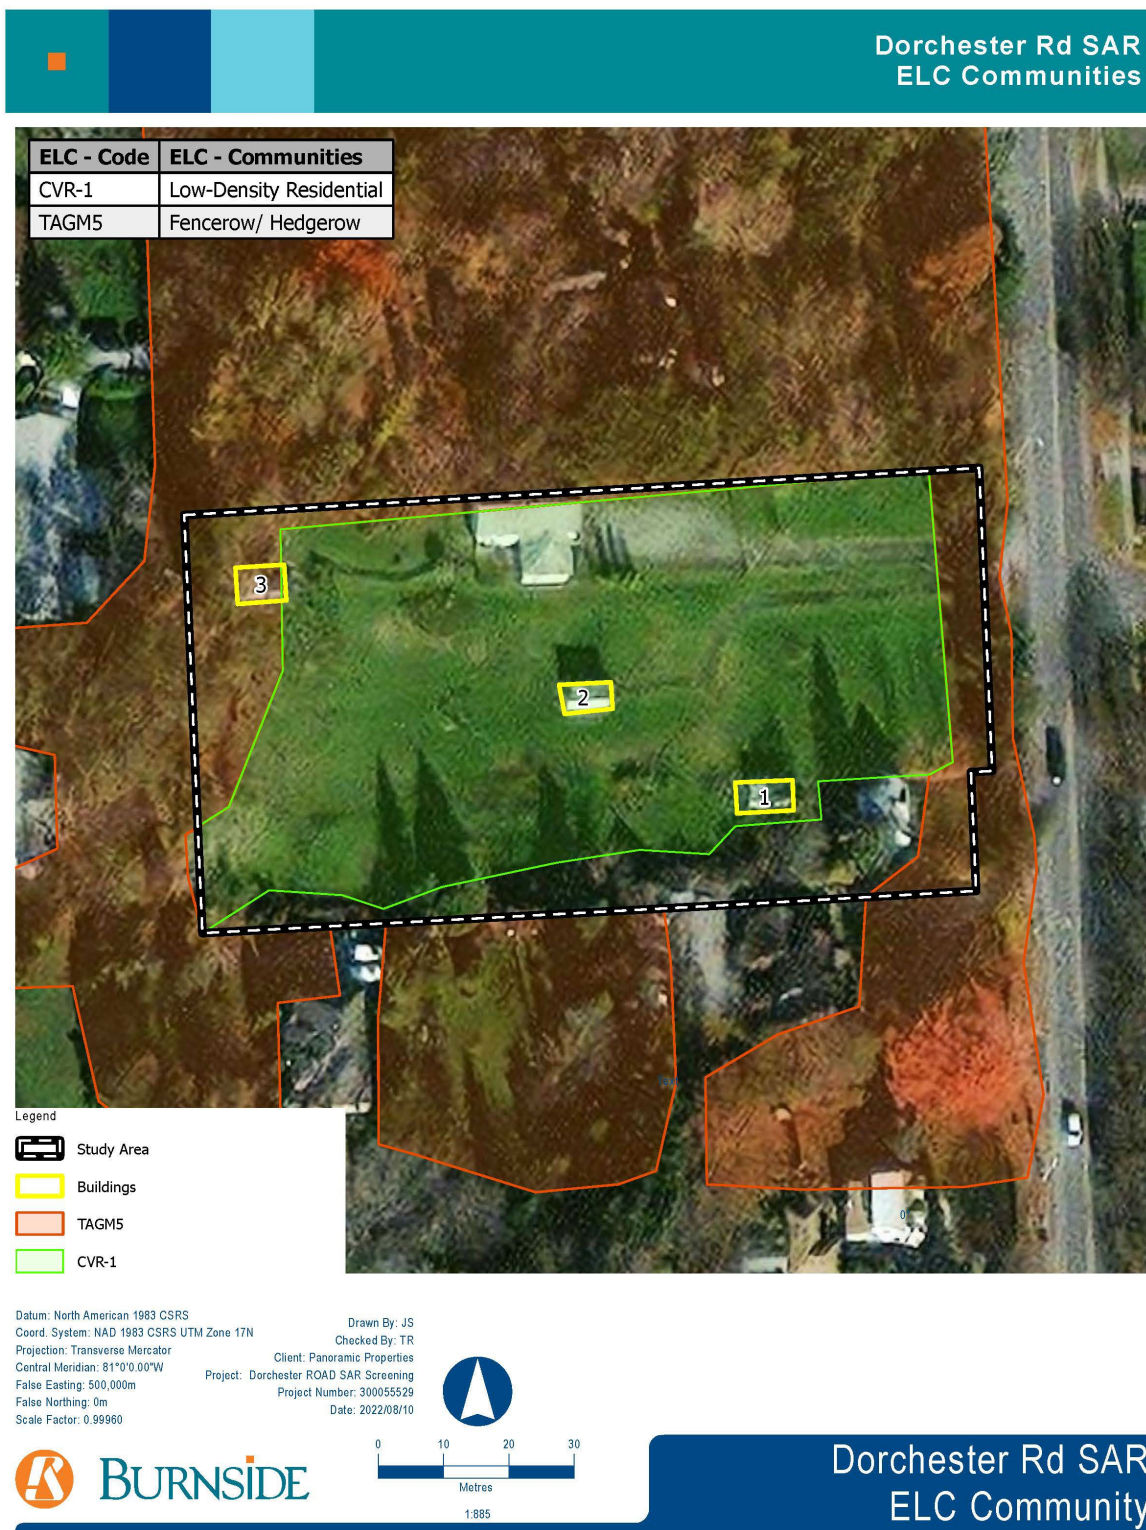 Dorchester Rd SAR
ELC Communities
ELC - Code ELC - Communities
CVR-1 Low-Density Residential
TAGM5 Fencerow/ Hedgerow
3
2
1
0
Legend
Study Area
Buildings
TAGM5
CVR-1
Datum: North American 1983 CSRS
Coord. System: NAD 1983 CSRS UTM Zone 17N
Projection: Transverse Mercator
Central Meridian: 81°0'0.00"W
False Easting: 500,000m
False Northing: 0m
Scale Factor: 0.99960
Drawn By: JS
Checked By: TR
Client: Panoramic Properties
Project: Dorchester ROAD SAR Screening
Project Number: 300055529
Date: 2022/08/10
0 10 20 30
Metres
1:885
BURNSIDE
Dorchester Rd SAR
ELC Community